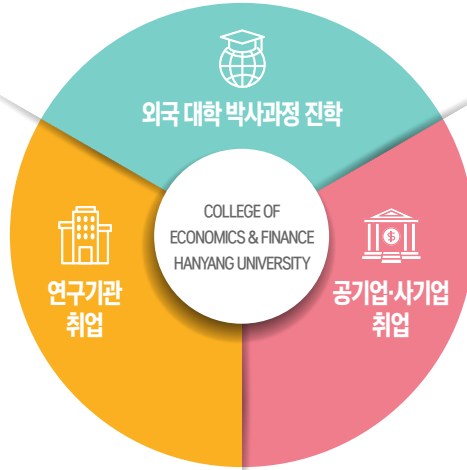 외국 대학 박사과정 진학
COLLEGE OF
ECONOMICS & FINANCE
HANYANG UNIVERSITY
연구기관
취업
공기업·사기업
취업